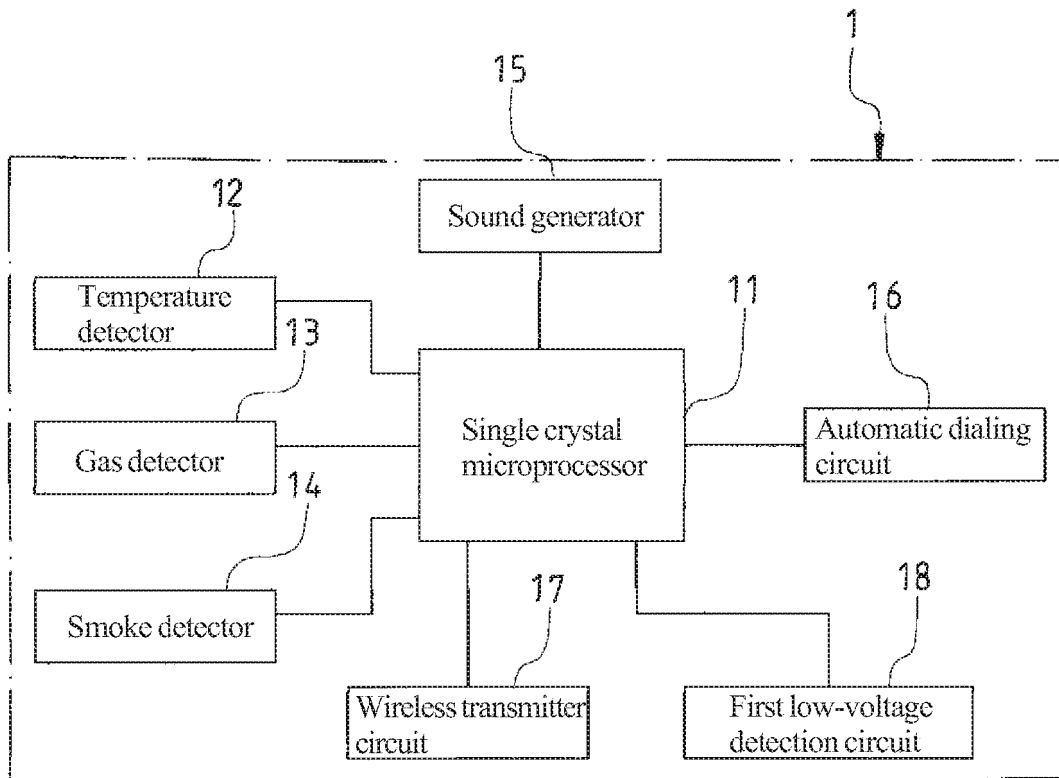 1
15
Sound generator
12
Temperature
detector
11
16
13
Single crystal
microprocessor
Automatic dialing
circuit
Gas detector
14
Smoke detector
17
18
Wireless transmitter
circuit
First low-voltage
detection circuit